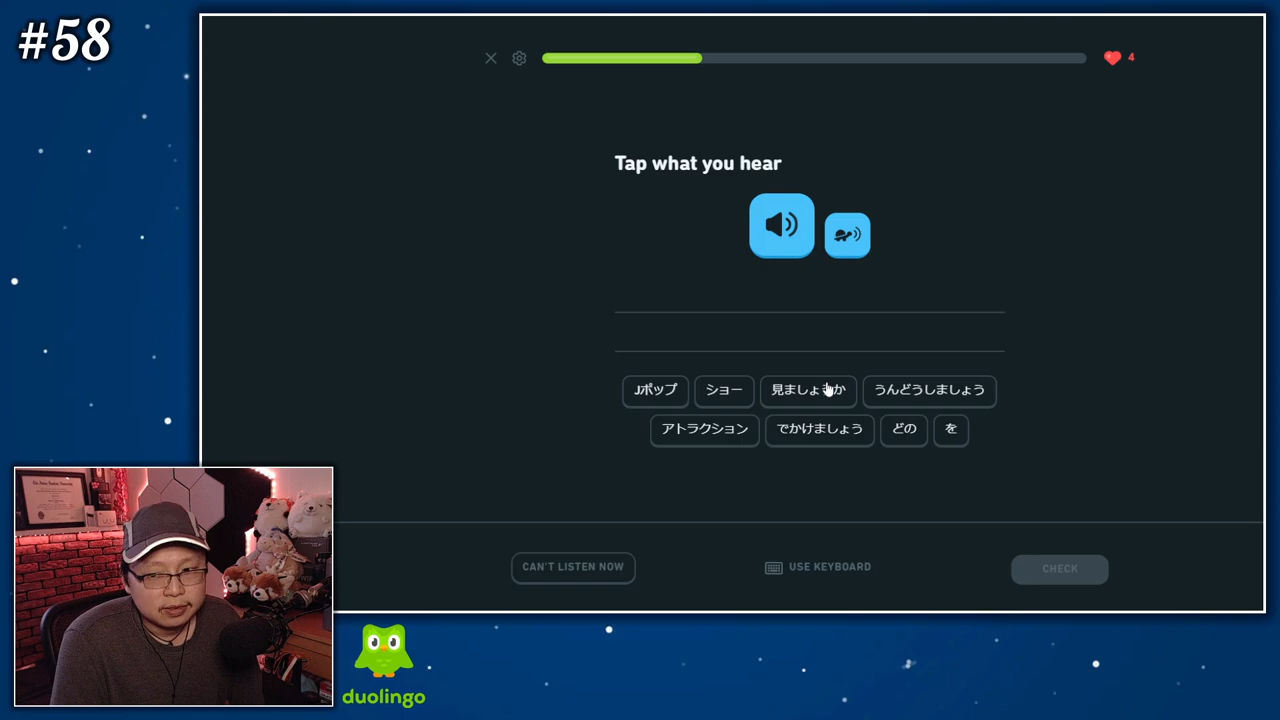 #58
4
Tap what you hear
Jポップ ショー 見ましょうか うんどうしましょう
アトラクション でかけましょう どの を
CAN'T LISTEN NOW
USE KEYBOARD
CHECK
duolingo